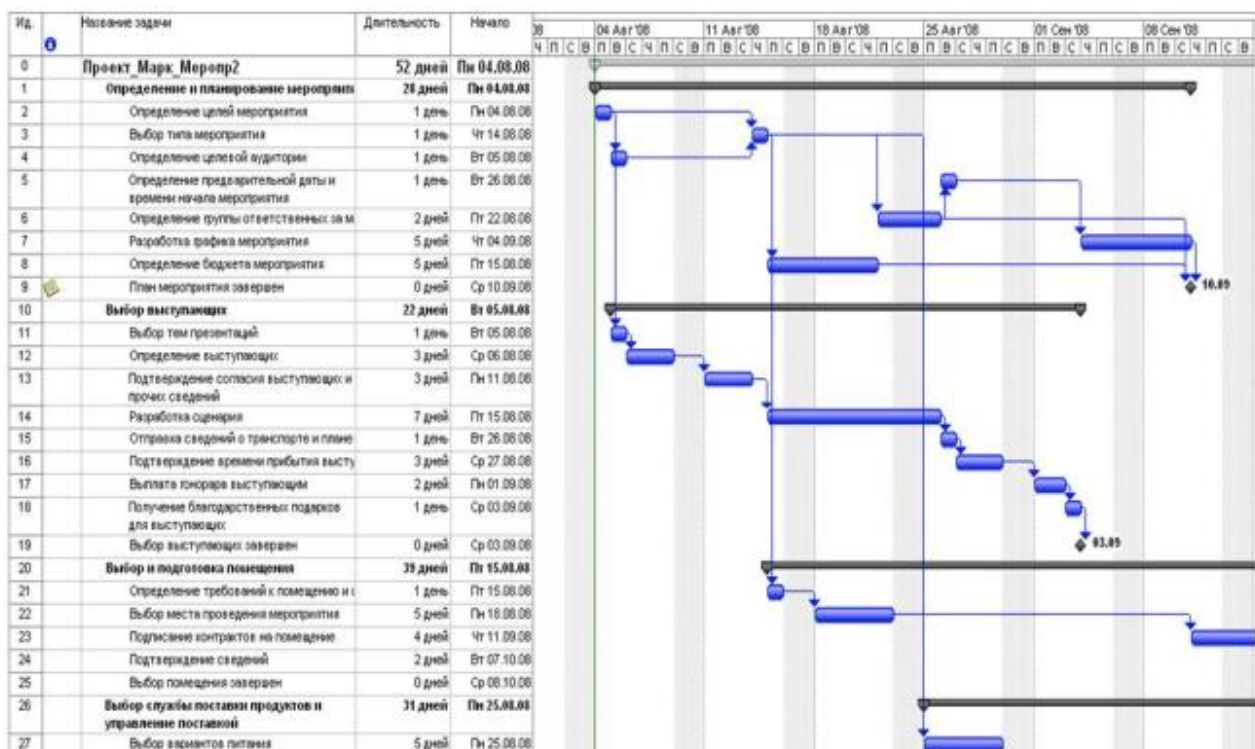 Ид. Название задачи Длительность Начало 38 04 Авг '08 11 Авг '08 18 Авг '08 25 Авг '08 01 Сен '08 08 Сен '08
Ч П С В П В С Ч П С В П В С Ч П С В П В С Ч П С В П В С Ч П С В П В С Ч П С В П В С Ч П С В
0 Проект_Марк_Меропр2 52 дней Пн 04.08.08
1 Определение и планирование мероприяти 28 дней Пн 04.08.08
2 Определение целей мероприятия 1 день Пн 04.08.08
3 Выбор типа мероприятия 1 день Чт 14.08.08
4 Определение целевой аудитории 1 день Вт 05.08.08
5 Определение предварительной даты и 1 день Вт 26.08.08
времени начала мероприятия
6 Определение группы ответственных за м 2 дней Пт 22.08.08
7 Разработка графика мероприятия 5 дней Чт 04.09.08
8 Определение бюджета мероприятия 5 дней Пт 15.08.08
9 План мероприятия завершен 0 дней Ср 10.09.08 10.09
10 Выбор выступающих 22 дней Вт 05.08.08
11 Выбор тем презентаций 1 день Вт 05.08.08
12 Определение выступающих 3 дней Ср 06.08.08
13 Подтверждение согласия выступающих и 3 дней Пн 11.08.08
прочих сведений
14 Разработка сценария 7 дней Пт 15.08.08
15 Отправка сведений о транспорте и плане 1 день Вт 26.08.08
16 Подтверждение времени прибытия высту 3 дней Ср 27.08.08
17 Выплата гонорара выступающим 2 дней Пн 01.09.08
18 Получение благодарственных подарков 1 день Ср 03.09.08
для выступающих
19 Выбор выступающих завершен 0 дней Ср 03.09.08 03.09
20 Выбор и подготовка помещения 39 дней Пт 15.08.08
21 Определение требований к помещению и 1 день Пт 15.08.08
22 Выбор места проведения мероприятия 5 дней Пн 18.08.08
23 Подписание контрактов на помещение 4 дней Чт 11.09.08
24 Подтверждение сведений 2 дней Вт 07.10.08
25 Выбор помещения завершен 0 дней Ср 08.10.08
26 Выбор службы поставки продуктов и 31 дней Пн 25.08.08
управление поставкой
27 Выбор вариантов питания 5 дней Пн 25.08.08